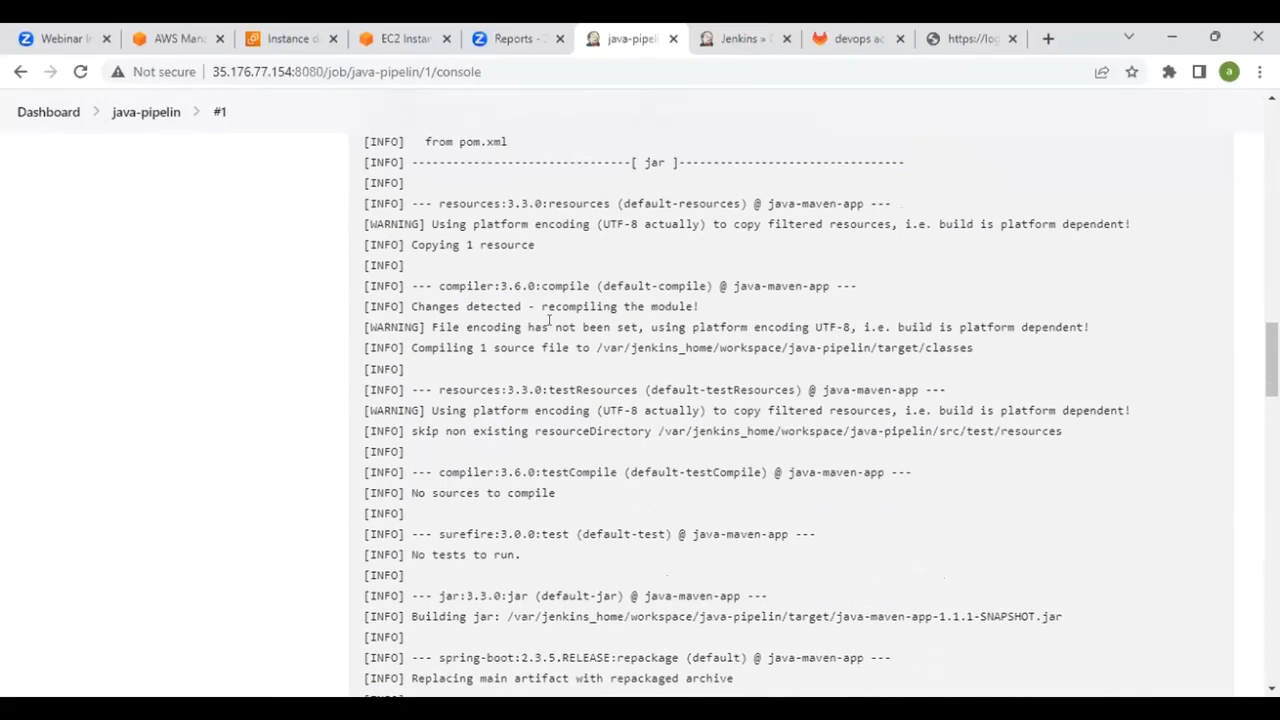 Webinar I
AWS Mana
Instance d
EC2 Instan
Reports - Z
java-pipeli
Jenkins » 
devops ac
https://log
Not secure
35.176.77.154:8080/job/java-pipelin/1/console
a
Dashboard > java-pipelin > #1
[INFO]   from pom.xml
[INFO] -------------------------------[ jar ]---------------------------------
[INFO]
[INFO] --- resources:3.3.0:resources (default-resources) @ java-maven-app ---
[WARNING] Using platform encoding (UTF-8 actually) to copy filtered resources, i.e. build is platform dependent!
[INFO] Copying 1 resource
[INFO]
[INFO] --- compiler:3.6.0:compile (default-compile) @ java-maven-app ---
[INFO] Changes detected - recompiling the module!
[WARNING] File encoding has not been set, using platform encoding UTF-8, i.e. build is platform dependent!
[INFO] Compiling 1 source file to /var/jenkins_home/workspace/java-pipelin/target/classes
[INFO]
[INFO] --- resources:3.3.0:testResources (default-testResources) @ java-maven-app ---
[WARNING] Using platform encoding (UTF-8 actually) to copy filtered resources, i.e. build is platform dependent!
[INFO] skip non existing resourceDirectory /var/jenkins_home/workspace/java-pipelin/src/test/resources
[INFO]
[INFO] --- compiler:3.6.0:testCompile (default-testCompile) @ java-maven-app ---
[INFO] No sources to compile
[INFO]
[INFO] --- surefire:3.0.0:test (default-test) @ java-maven-app ---
[INFO] No tests to run.
[INFO]
[INFO] --- jar:3.3.0:jar (default-jar) @ java-maven-app ---
[INFO] Building jar: /var/jenkins_home/workspace/java-pipelin/target/java-maven-app-1.1.1-SNAPSHOT.jar
[INFO]
[INFO] --- spring-boot:2.3.5.RELEASE:repackage (default) @ java-maven-app ---
[INFO] Replacing main artifact with repackaged archive